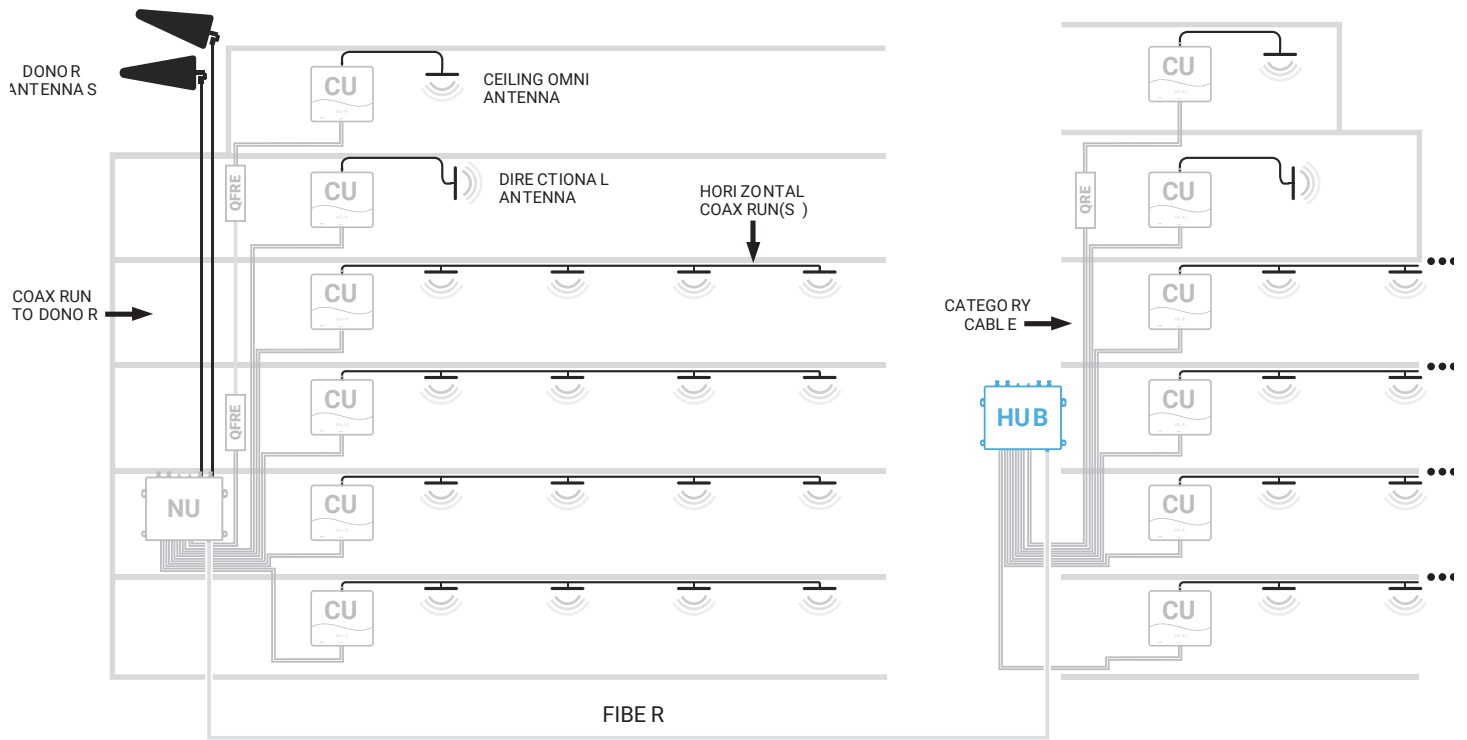 DONOR
ANTENNAS
CU
CEILING OMNI
ANTENNA
CU
QFRE
CU
DIRECTIONAL
ANTENNA
HORIZONTAL
COAX RUN(S)
QRE
CU
COAX RUN
TO DONOR
CU
CATEGORY
CABLE
CU
QFRE
CU
HUB
CU
NU
CU
CU
CU
CU
FIBER